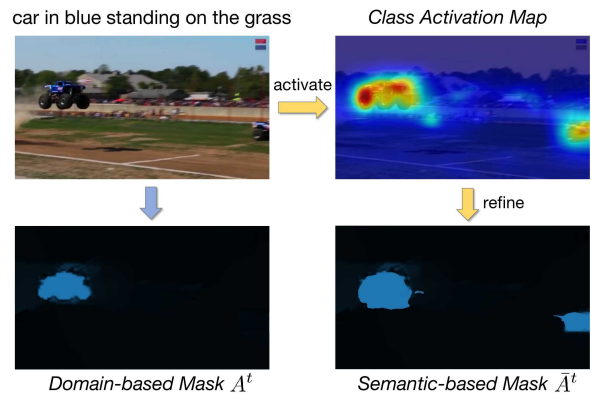 car in blue standing on the grass
Class Activation Map
activate
refine
Domain-based Mask A^t
Semantic-based Mask Ā^t